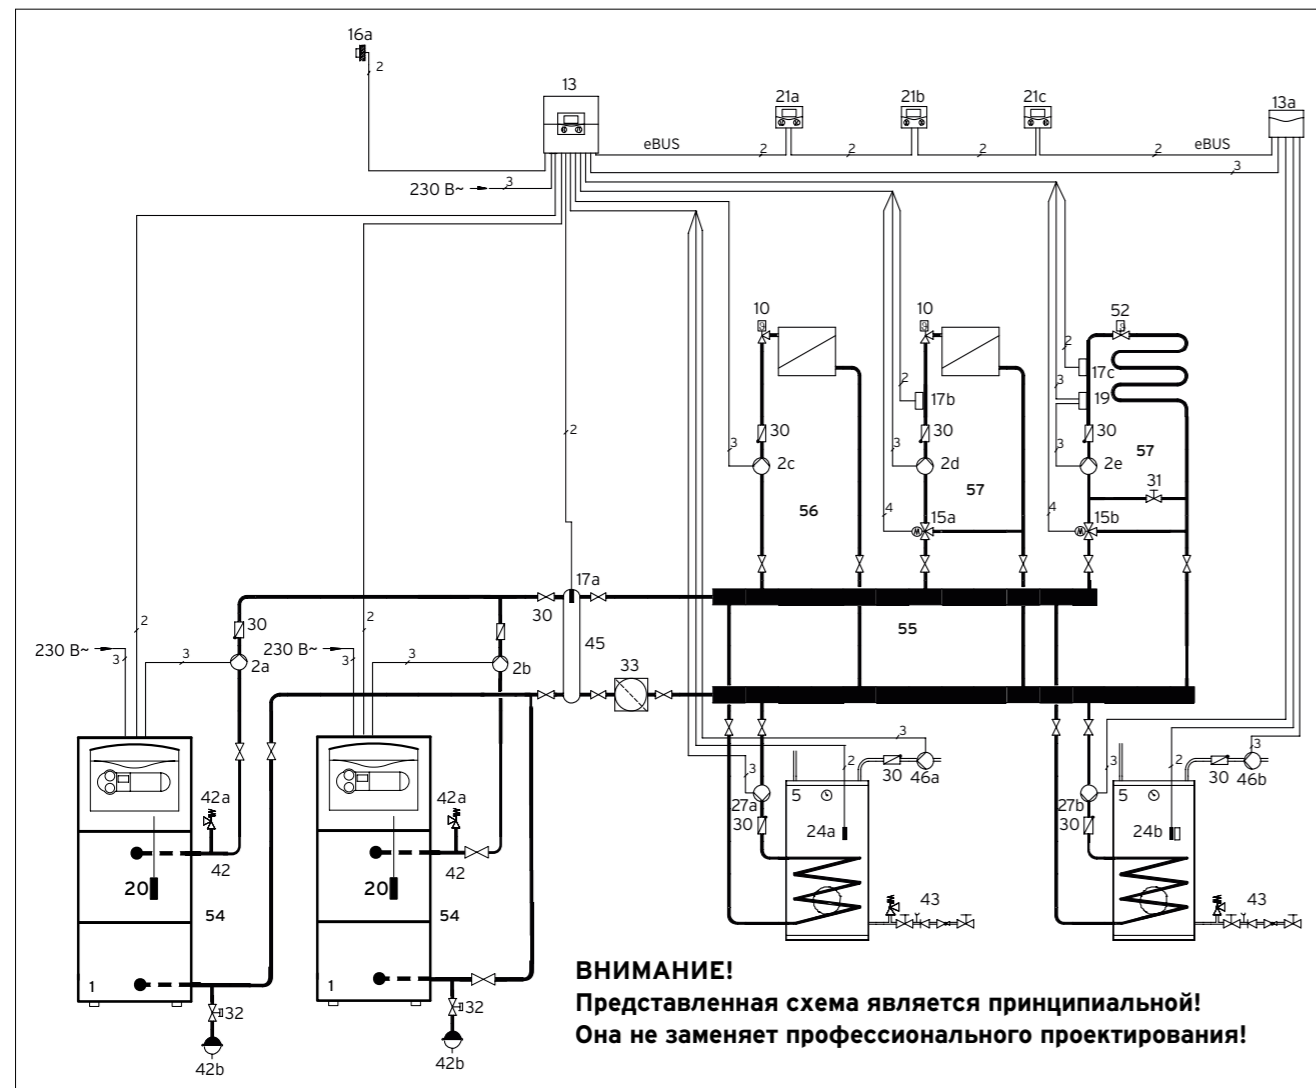 16a
2
13
21a 21b 21c 13a
eBUS 2 2 2 2 eBUS
3
230 В~ 3
10 10 52
2 2
17c
17b 3 19
30 30 30
2
3 2c 3 2d 3 2e 57
57 31
56 4 15a 4 15b
17a
30 55
2 30 2 45
230 В~ 3 3 2a 230 В~ 3 3 2b 33
3 3
2 30 46a 2 30 46b
42a 42a 3 27a 5 3 27b 5
30 24a 30 24b
42 42
20 20
54 54 43 43
1 1
32 32
42b 42b
ВНИМАНИЕ!
Представленная схема является принципиальной!
Она не заменяет профессионального проектирования!